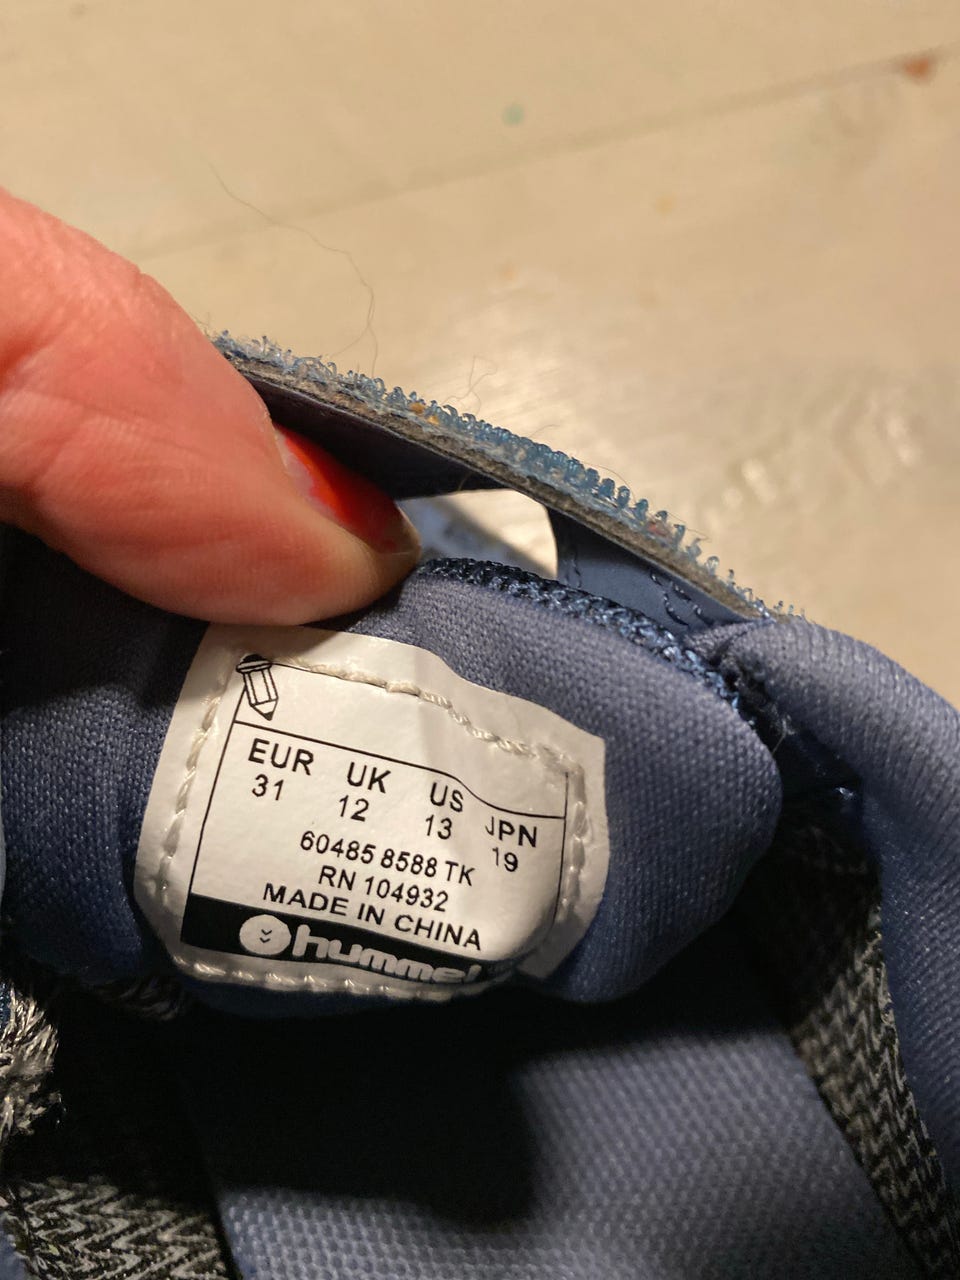 EUR UK US JPN
31 12 13 19
60485 8588 TK
RN 104932
MADE IN CHINA
hummel